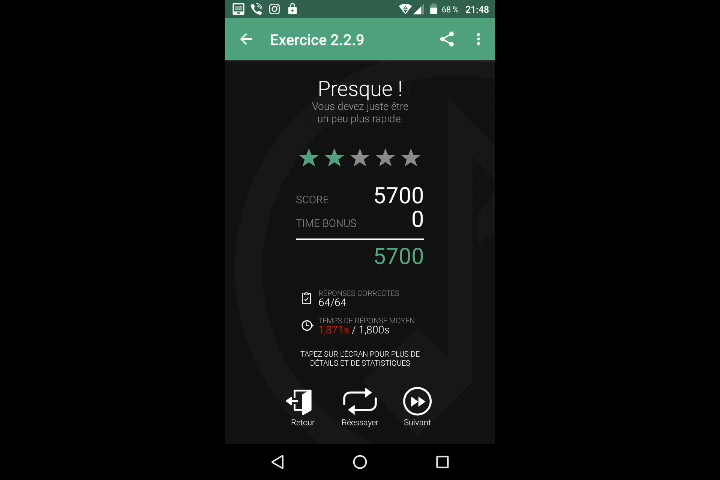 68 % 21:48
Exercice 2.2.9
Presque !
Vous devez juste être
un peu plus rapide.
SCORE 5700
TIME BONUS 0
5700
RÉPONSES CORRECTES
64/64
TEMPS DE RÉPONSE MOYEN
1,871s / 1,800s
TAPEZ SUR L'ÉCRAN POUR PLUS DE
DÉTAILS ET DE STATISTIQUES
Retour Réessayer Suivant